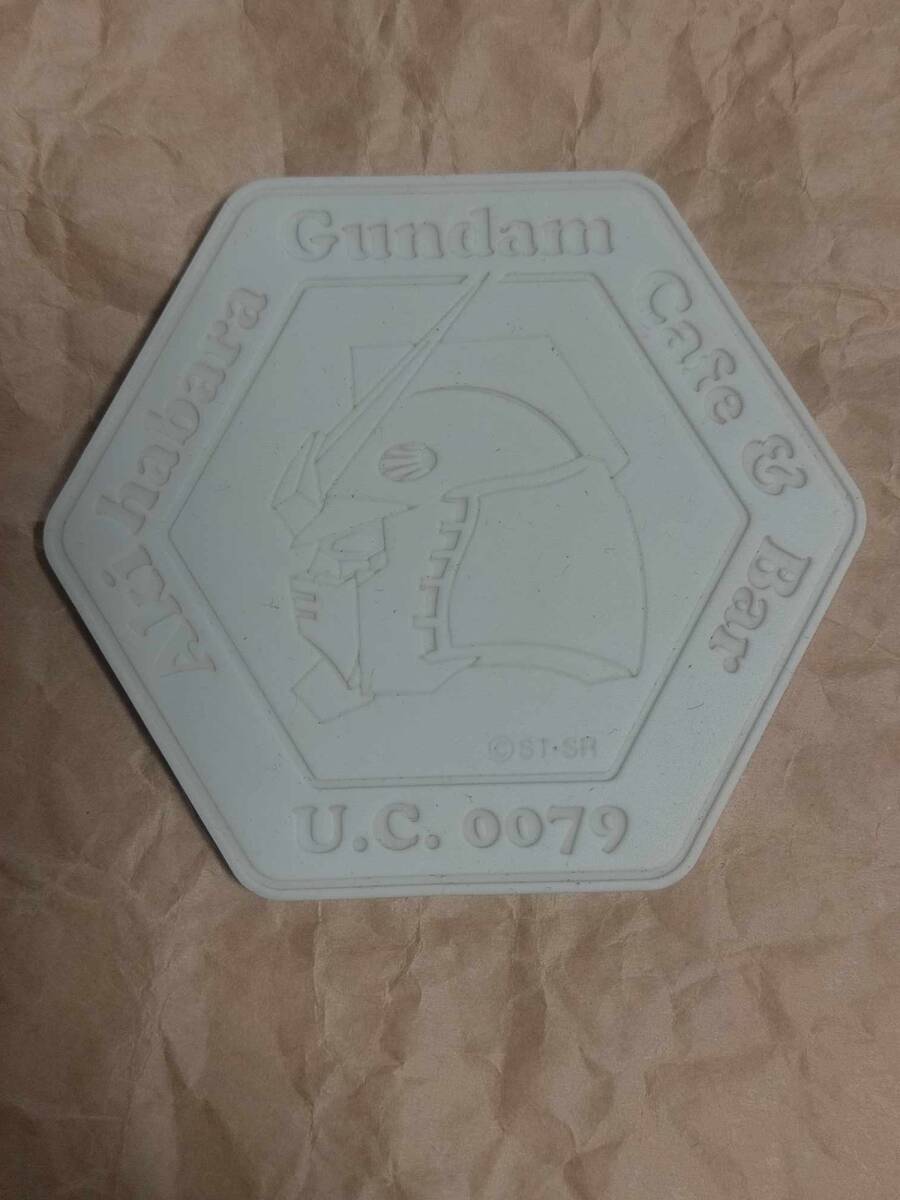 Akihabara Gundam Cafe & Bar
©ST·SR
U.C. 0079